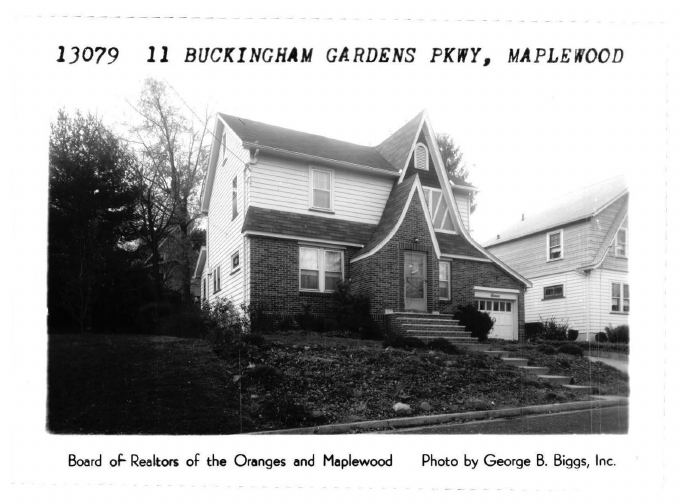 13079 11 BUCKINGHAM GARDENS PKWY, MAPLEWOOD
Board of Realtors of the Oranges and Maplewood Photo by George B. Biggs, Inc.